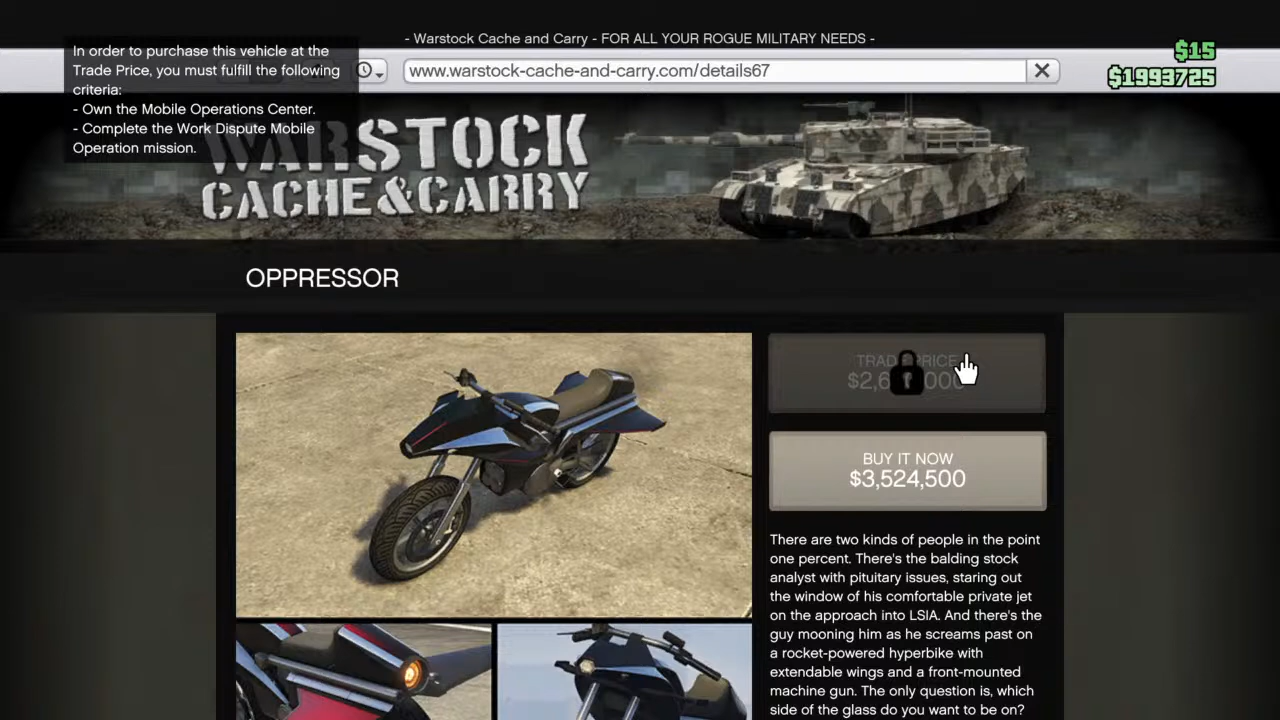 - Warstock Cache and Carry - FOR ALL YOUR ROGUE MILITARY NEEDS -
In order to purchase this vehicle at the
Trade Price, you must fulfill the following
criteria:
- Own the Mobile Operations Center.
- Complete the Work Dispute Mobile
Operation mission.
www.warstock-cache-and-carry.com/details67
$15
$1993725
WARSTOCK
CACHE&CARRY
OPPRESSOR
TRADE PRICE
BUY IT NOW
$3,524,500
There are two kinds of people in the point
one percent. There's the balding stock
analyst with pituitary issues, staring out
the window of his comfortable private jet
on the approach into LSIA. And there's the
guy mooning him as he screams past on
a rocket-powered hyperbike with
extendable wings and a front-mounted
machine gun. The only question is, which
side of the glass do you want to be on?